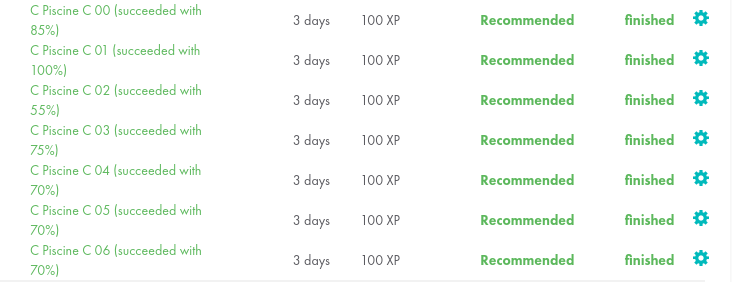 C Piscine C 00 (succeeded with
85%)
3 days 100 XP Recommended finished
C Piscine C 01 (succeeded with
100%)
3 days 100 XP Recommended finished
C Piscine C 02 (succeeded with
55%)
3 days 100 XP Recommended finished
C Piscine C 03 (succeeded with
75%)
3 days 100 XP Recommended finished
C Piscine C 04 (succeeded with
70%)
3 days 100 XP Recommended finished
C Piscine C 05 (succeeded with
70%)
3 days 100 XP Recommended finished
C Piscine C 06 (succeeded with
70%)
3 days 100 XP Recommended finished